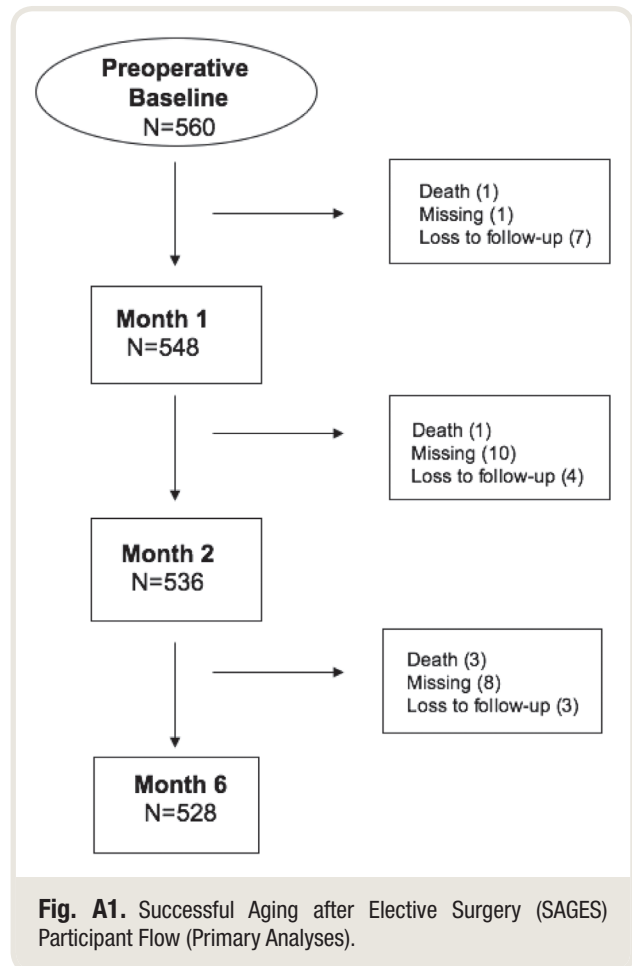 Preoperative
Baseline
N=560
Death (1)
Missing (1)
Loss to follow-up (7)
Month 1
N=548
Death (1)
Missing (10)
Loss to follow-up (4)
Month 2
N=536
Death (3)
Missing (8)
Loss to follow-up (3)
Month 6
N=528
Fig. A1. Successful Aging after Elective Surgery (SAGES)
Participant Flow (Primary Analyses).